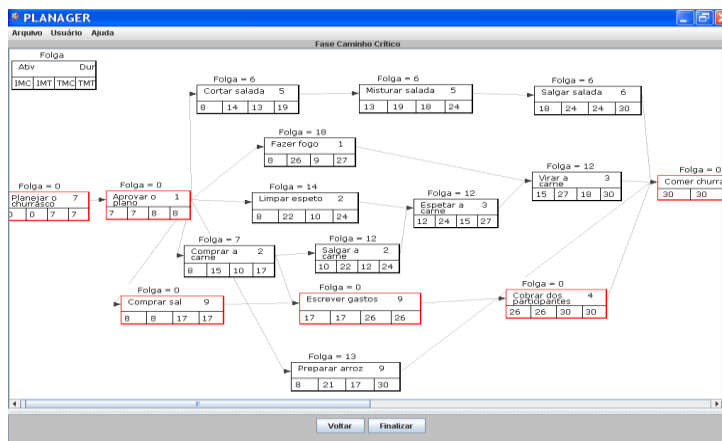 PLANAGER
Arquivo Usuário Ajuda
Fase Caminho Crítico
Folga
Ativ Dur
IMC IMT TMC TMT
Folga = 6
Cortar salada 5
8 14 13 19
Folga = 6
Misturar salada 5
13 19 18 24
Folga = 6
Salgar salada 6
18 24 24 30
Folga = 18
Fazer fogo 1
8 26 9 27
Folga = 12
Virar a carne 3
15 27 18 30
Folga = 0
Comer churra
30 30
Folga = 0
Planejar o churrasco 7
0 0 7 7
Folga = 0
Aprovar o plano 1
7 7 8 8
Folga = 14
Limpar espeto 2
8 22 10 24
Folga = 12
Espetar a carne 3
12 24 15 27
Folga = 7
Comprar a carne 2
8 15 10 17
Folga = 12
Salgar a carne 2
10 22 12 24
Folga = 0
Comprar sal 9
8 8 17 17
Folga = 0
Escrever gastos 9
17 17 26 26
Folga = 0
Cobrar dos participantes 4
26 26 30 30
Folga = 13
Preparar arroz 9
8 21 17 30
Voltar Finalizar